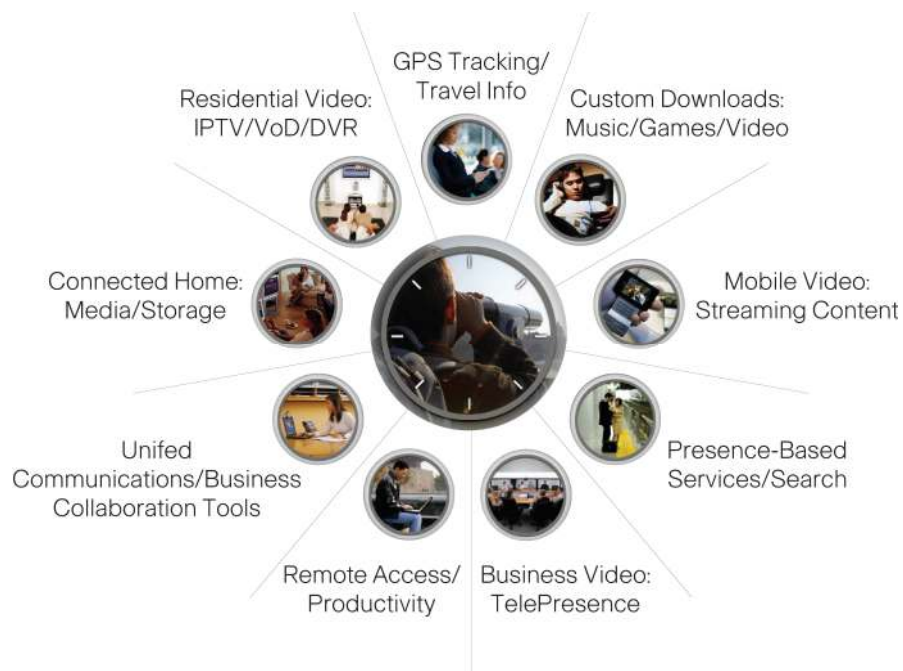 GPS Tracking/
Travel Info
Custom Downloads:
Music/Games/Video
Mobile Video:
Streaming Content
Presence-Based
Services/Search
Business Video:
TelePresence
Remote Access/
Productivity
Unifed
Communications/Business
Collaboration Tools
Connected Home:
Media/Storage
Residential Video:
IPTV/VoD/DVR